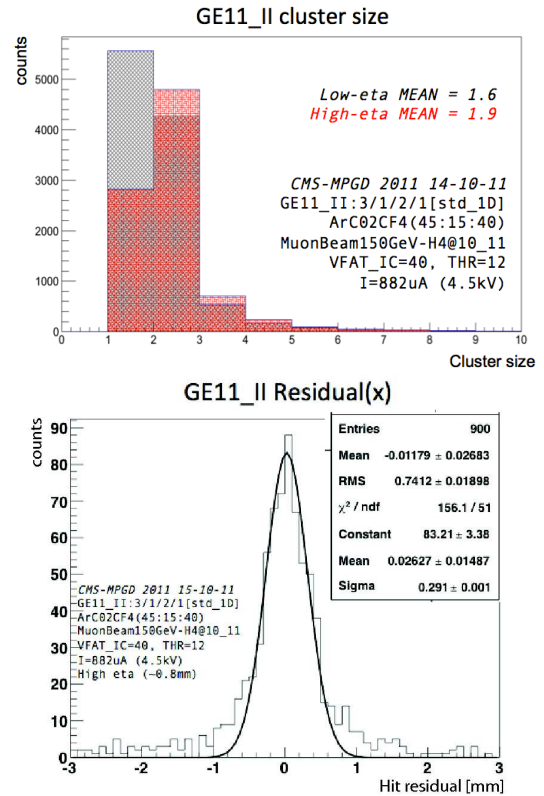 GE11_II cluster size
counts
5000
4000
3000
2000
1000
0
0 1 2 3 4 5 6 7 8 9 10
Cluster size
Low-eta MEAN = 1.6
High-eta MEAN = 1.9
CMS-MPGD 2011 14-10-11
GE11_II:3/1/2/1[std_1D]
ArCO2CF4(45:15:40)
MuonBeam150GeV-H4@10_11
VFAT_IC=40, THR=12
I=882uA (4.5kV)
GE11_II Residual(x)
counts
90
80
70
60
50
40
30
20
10
0
-3 -2 -1 0 1 2 3
Hit residual [mm]
Entries 900
Mean -0.01179 ± 0.02683
RMS 0.7412 ± 0.01898
χ² / ndf 156.1 / 51
Constant 83.21 ± 3.38
Mean 0.02627 ± 0.01487
Sigma 0.291 ± 0.001
CMS-MPGD 2011 15-10-11
GE11_II:3/1/2/1[std_1D]
ArCO2CF4(45:15:40)
MuonBeam150GeV-H4@10_11
VFAT_IC=40, THR=12
I=882uA (4.5kV)
High eta (~0.8mm)